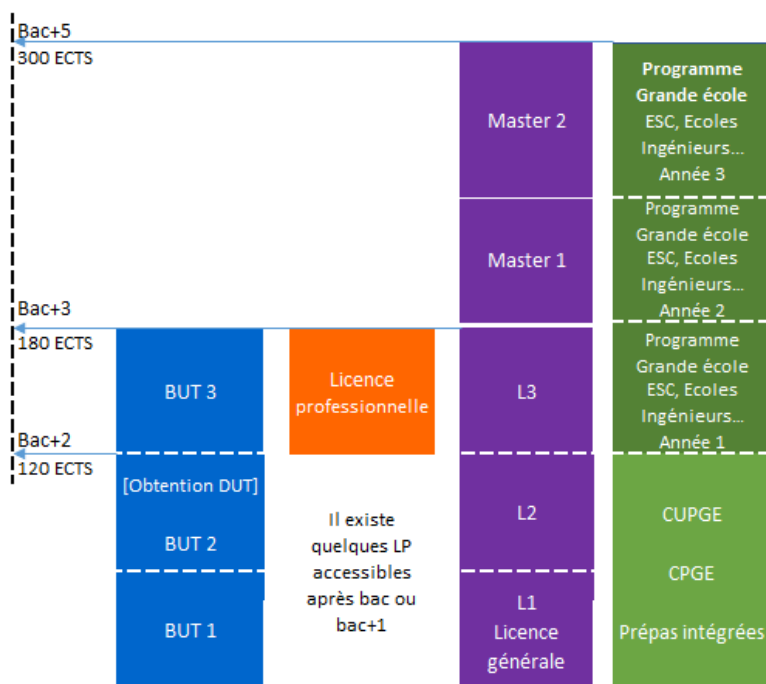 Bac+5
300 ECTS
Programme
Grande école
ESC, Ecoles
Ingénieurs...
Année 3
Master 2
Programme
Grande école
ESC, Ecoles
Ingénieurs...
Année 2
Master 1
Bac+3
180 ECTS
BUT 3
Licence
professionnelle
L3
Programme
Grande école
ESC, Ecoles
Ingénieurs...
Année 1
Bac+2
120 ECTS
[Obtention DUT]
BUT 2
Il existe
quelques LP
accessibles
après bac ou
bac+1
L2
CUPGE
CPGE
BUT 1
L1
Licence
générale
Prépas intégrées